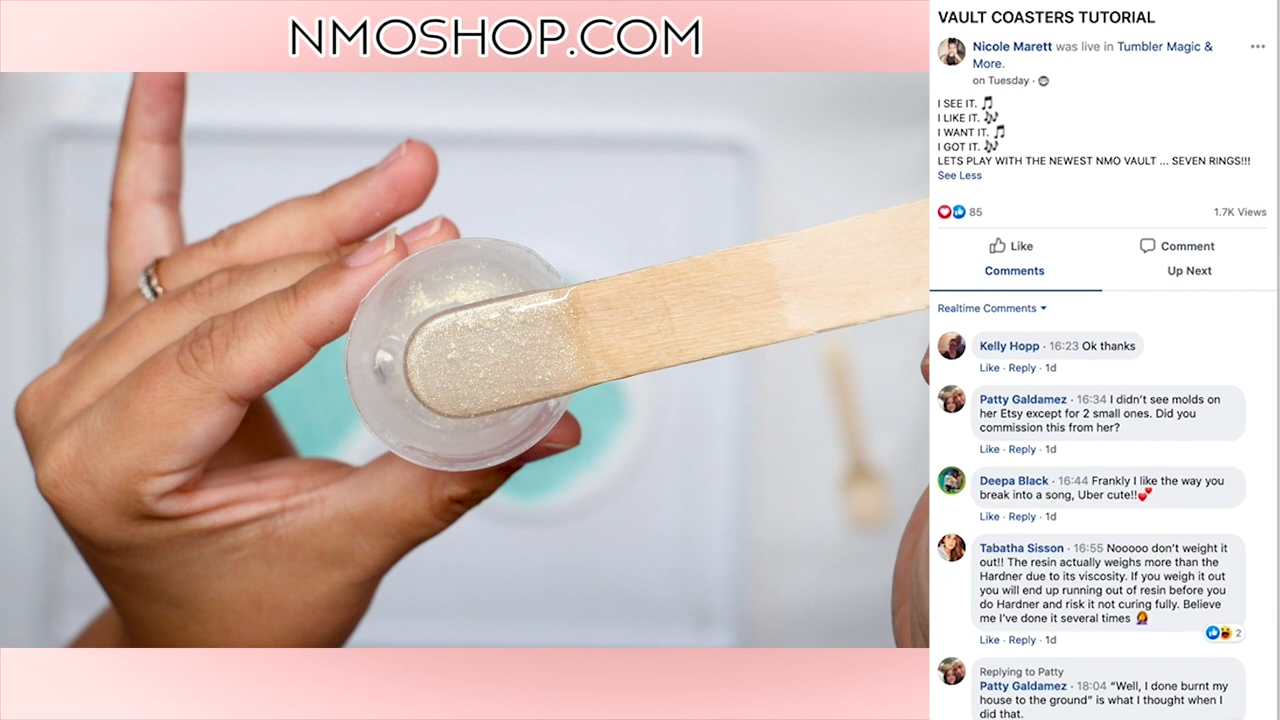 NMOSHOP.COM
VAULT COASTERS TUTORIAL
Nicole Marett was live in Tumbler Magic &
More.
on Tuesday ·
I SEE IT. 🎵
I LIKE IT. 🎶
I WANT IT. 🎵
I GOT IT. 🎶
LETS PLAY WITH THE NEWEST NMO VAULT ... SEVEN RINGS!!!
See Less
85
1.7K Views
Like
Comment
Comments
Up Next
Realtime Comments
Kelly Hopp · 16:23 Ok thanks
Like · Reply · 1d
Patty Galdamez · 16:34 I didn't see molds on
her Etsy except for 2 small ones. Did you
commission this from her?
Like · Reply · 1d
Deepa Black · 16:44 Frankly I like the way you
break into a song, Uber cute!!💕
Like · Reply · 1d
Tabatha Sisson · 16:55 Nooooo don't weight it
out!! The resin actually weighs more than the
Hardner due to its viscosity. If you weigh it out
you will end up running out of resin before you
do Hardner and risk it not curing fully. Believe
me I've done it several times 🤦‍♀️
2
Like · Reply · 1d
Replying to Patty
Patty Galdamez · 18:04 "Well, I done burnt my
house to the ground" is what I thought when I
did that.